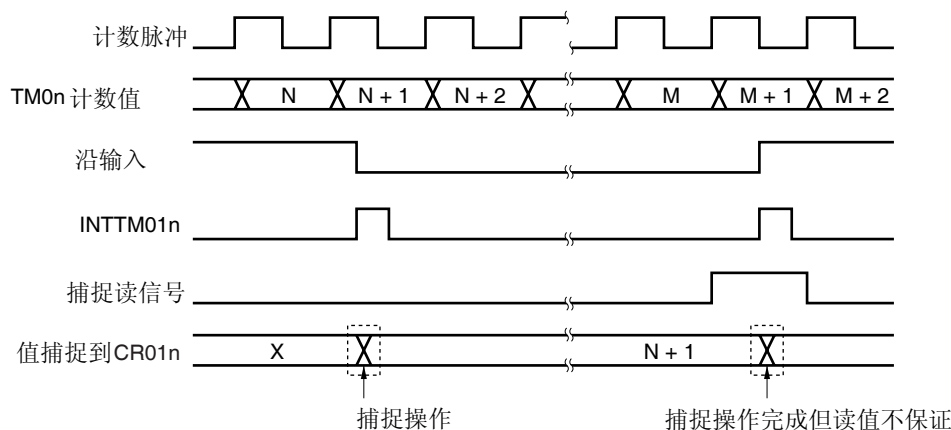 计数脉冲
TM0n 计数值
N
N + 1
N + 2
M
M + 1
M + 2
沿输入
INTTM01n
捕捉读信号
值捕捉到CR01n
X
N + 1
捕捉操作
捕捉操作完成但读值不保证